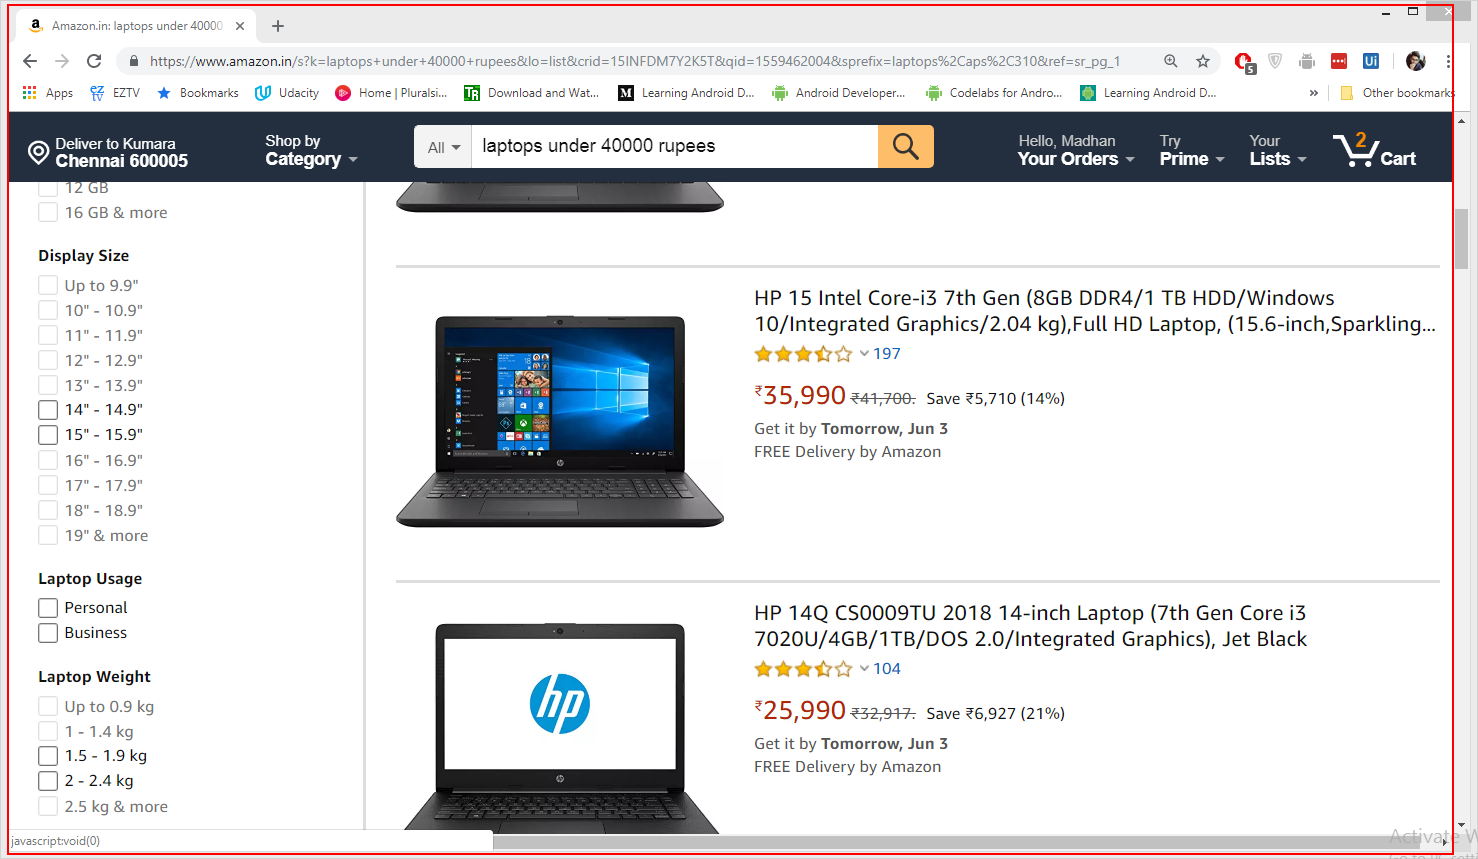 Amazon.in: laptops under 40000
https://www.amazon.in/s?k=laptops+under+40000+rupees&lo=list&crid=15INFDM7Y2K5T&qid=1559462004&sprefix=laptops%2Caps%2C310&ref=sr_pg_1
5
Ui
Apps
EZTV
Bookmarks
Udacity
Home | Pluralsi...
Download and Wat...
Learning Android D...
Android Developer...
Codelabs for Andro...
Learning Android D...
»
Other bookmarks
Deliver to Kumara
Chennai 600005
Shop by
Category
All
laptops under 40000 rupees
Hello, Madhan
Your Orders
Try
Prime
Your
Lists
2
Cart
12 GB
16 GB & more
Display Size
Up to 9.9"
10" - 10.9"
11" - 11.9"
12" - 12.9"
13" - 13.9"
14" - 14.9"
15" - 15.9"
16" - 16.9"
17" - 17.9"
18" - 18.9"
19" & more
Laptop Usage
Personal
Business
Laptop Weight
Up to 0.9 kg
1 - 1.4 kg
1.5 - 1.9 kg
2 - 2.4 kg
2.5 kg & more
HP 15 Intel Core-i3 7th Gen (8GB DDR4/1 TB HDD/Windows
10/Integrated Graphics/2.04 kg),Full HD Laptop, (15.6-inch,Sparkling...
197
₹35,990 ₹41,700. Save ₹5,710 (14%)
Get it by Tomorrow, Jun 3
FREE Delivery by Amazon
hp
HP 14Q CS0009TU 2018 14-inch Laptop (7th Gen Core i3
7020U/4GB/1TB/DOS 2.0/Integrated Graphics), Jet Black
104
₹25,990 ₹32,917. Save ₹6,927 (21%)
Get it by Tomorrow, Jun 3
FREE Delivery by Amazon
javascript:void(0)
Activate W